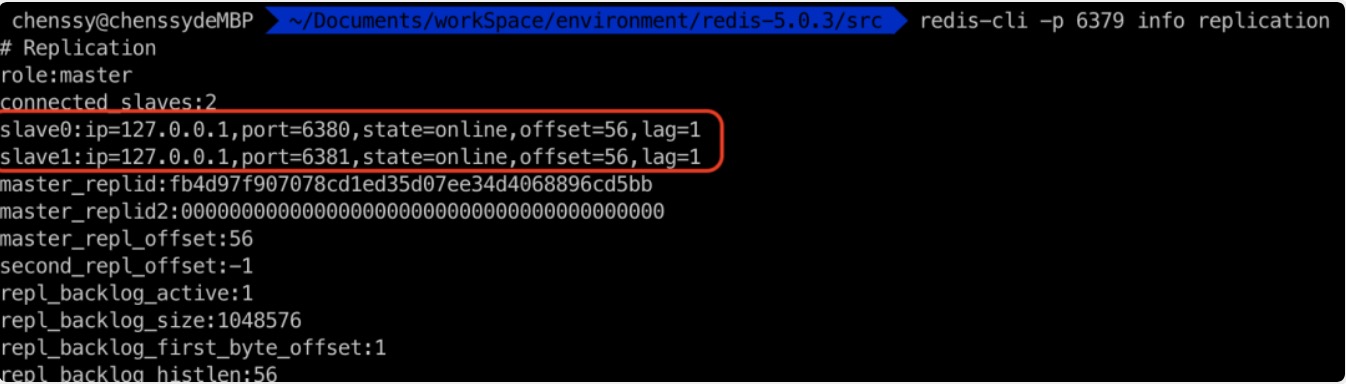 chenssy@chenssydeMBP ~/Documents/workSpace/environment/redis-5.0.3/src redis-cli -p 6379 info replication
# Replication
role:master
connected_slaves:2
slave0:ip=127.0.0.1,port=6380,state=online,offset=56,lag=1
slave1:ip=127.0.0.1,port=6381,state=online,offset=56,lag=1
master_replid:fb4d97f907078cd1ed35d07ee34d4068896cd5bb
master_replid2:0000000000000000000000000000000000000000
master_repl_offset:56
second_repl_offset:-1
repl_backlog_active:1
repl_backlog_size:1048576
repl_backlog_first_byte_offset:1
repl_backlog_histlen:56